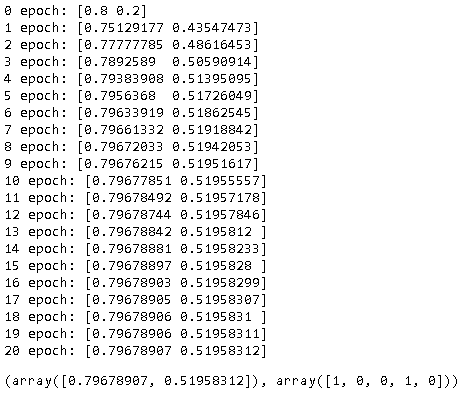 0 epoch: [0.8 0.2]
1 epoch: [0.75129177 0.43547473]
2 epoch: [0.77777785 0.48616453]
3 epoch: [0.7892589  0.50590914]
4 epoch: [0.79383908 0.51395095]
5 epoch: [0.7956368  0.51726049]
6 epoch: [0.79633919 0.51862545]
7 epoch: [0.79661332 0.51918842]
8 epoch: [0.79672033 0.51942053]
9 epoch: [0.79676215 0.51951617]
10 epoch: [0.79677851 0.51955557]
11 epoch: [0.79678492 0.51957178]
12 epoch: [0.79678744 0.51957846]
13 epoch: [0.79678842 0.5195812 ]
14 epoch: [0.79678881 0.51958233]
15 epoch: [0.79678897 0.5195828 ]
16 epoch: [0.79678903 0.51958299]
17 epoch: [0.79678905 0.51958307]
18 epoch: [0.79678906 0.5195831 ]
19 epoch: [0.79678906 0.51958311]
20 epoch: [0.79678907 0.51958312]
(array([0.79678907, 0.51958312]), array([1, 0, 0, 1, 0]))